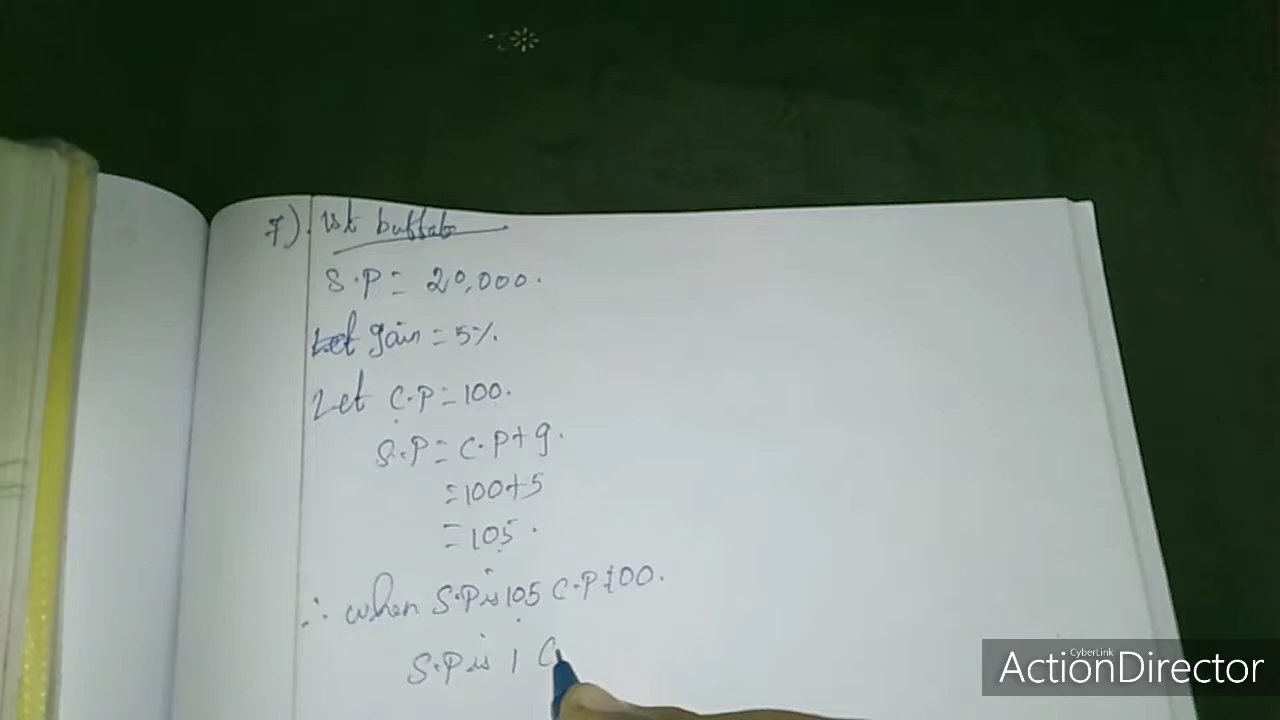 7). 1st buffalo
S.P = 20,000.
Let gain = 5%.
Let C.P = 100.
S.P = C.P + g.
= 100 + 5
= 105.
∴ when S.P is 105 C.P 100.
S.P is 1 C
CyberLink
ActionDirector